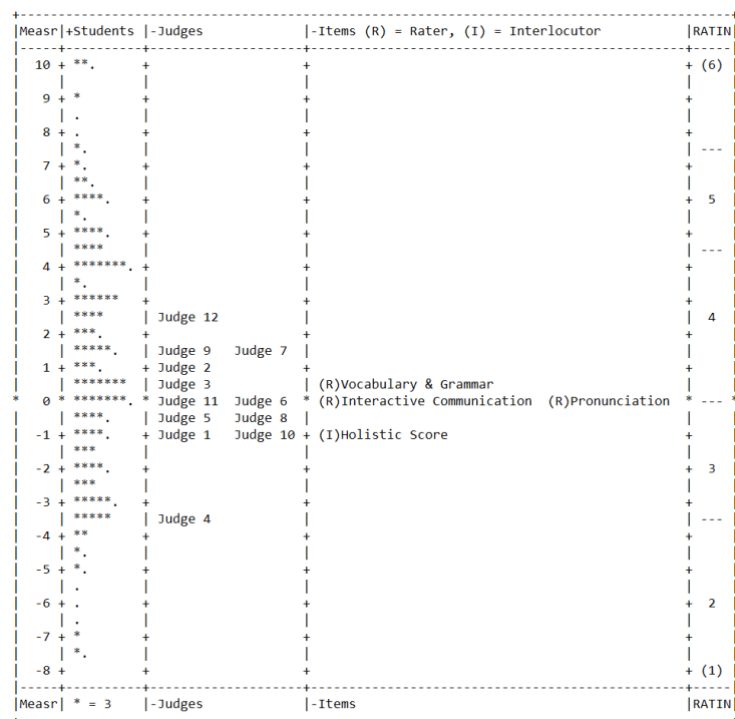 +-----+-----------+-------------------+---------------------------------------------+-----+
|Measr|+Students |-Judges |-Items (R) = Rater, (I) = Interlocutor |RATIN|
|-----+-----------+-------------------+---------------------------------------------+-----|
| 10 + **. + + + (6) |
| | | | | |
| 9 + * + + + |
| | . | | | |
| 8 + . + + + |
| | *. | | | --- |
| 7 + *. + + + |
| | **. | | | |
| 6 + ****. + + + 5 |
| | *. | | | |
| 5 + ****. + + + |
| | **** | | | --- |
| 4 + *******. + + + |
| | *. | | | |
| 3 + ****** + + + |
| | **** | Judge 12 | | 4 |
| 2 + ***. + + + |
| | *****. | Judge 9 Judge 7 | | |
| 1 + ***. + Judge 2 + + |
| | ******* | Judge 3 | (R)Vocabulary & Grammar | |
* 0 * *******. * Judge 11 Judge 6 * (R)Interactive Communication (R)Pronunciation * --- *
| | ****. | Judge 5 Judge 8 | | |
| -1 + ****. + Judge 1 Judge 10 + (I)Holistic Score + |
| | *** | | | |
| -2 + ****. + + + 3 |
| | *** | | | |
| -3 + *****. + + + |
| | ***** | Judge 4 | | --- |
| -4 + ** + + + |
| | *. | | | |
| -5 + *. + + + |
| | . | | | |
| -6 + . + + + 2 |
| | . | | | |
| -7 + * + + + |
| | *. | | | |
| -8 + + + + (1) |
|-----+-----------+-------------------+---------------------------------------------+-----|
|Measr| * = 3 |-Judges |-Items |RATIN|